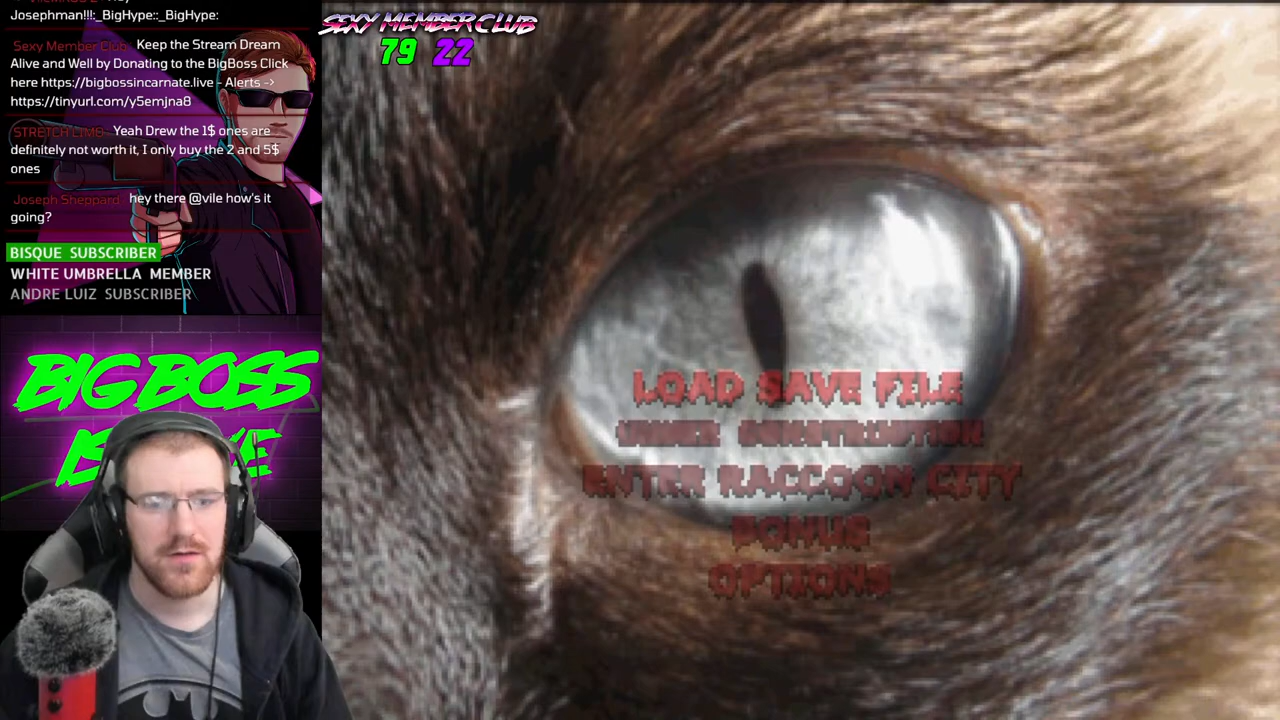 Josephman!!!:_BigHype::_BigHype:
Sexy Member Club Keep the Stream Dream
Alive and Well by Donating to the BigBoss Click
here https://bigbossincarnate.live - Alerts ->
https://tinyurl.com/y5emjna8
STRETCH LIMO Yeah Drew the 1$ ones are
definitely not worth it, I only buy the 2 and 5$
ones
Joseph Sheppard hey there @vile how's it
going?
BISQUE SUBSCRIBER
WHITE UMBRELLA MEMBER
ANDRE LUIZ SUBSCRIBER
BIG BOSS
SEXY MEMBER CLUB
79 22
LOAD SAVE FILE
UNDER CONSTRUCTION
ENTER RACCOON CITY
BONUS
OPTIONS